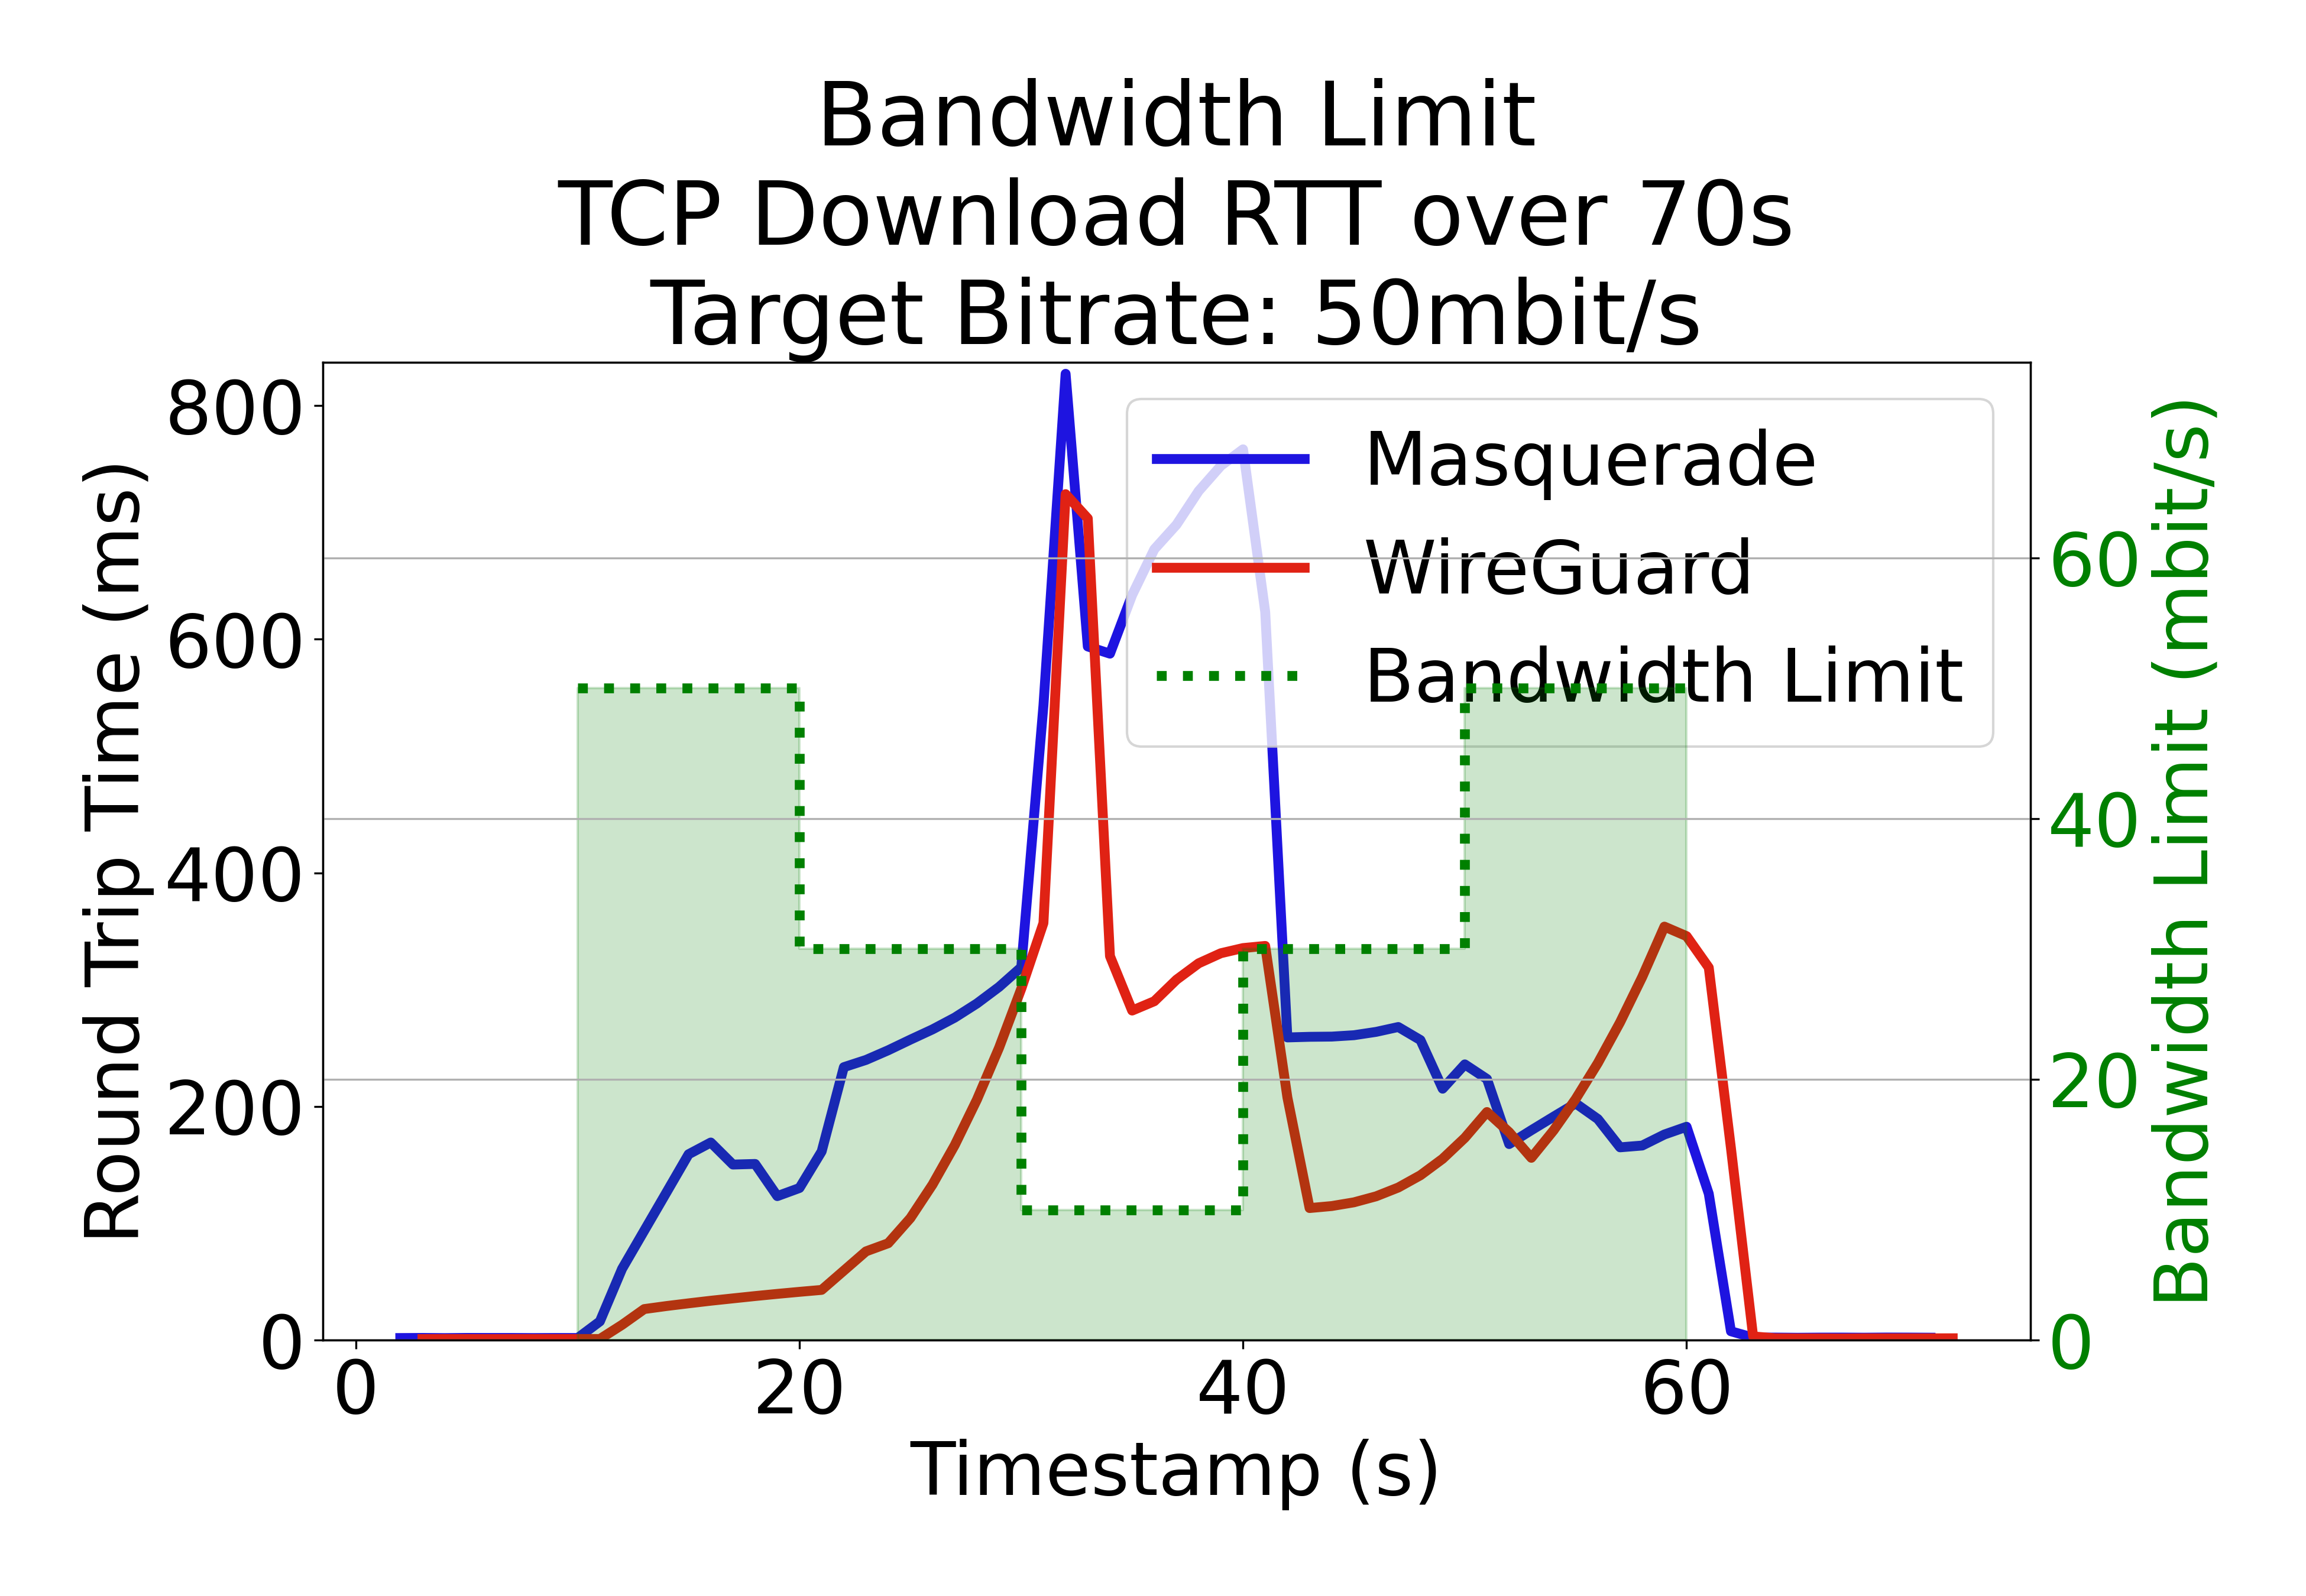 Bandwidth Limit
TCP Download RTT over 70s
Target Bitrate: 50mbit/s
Round Trip Time (ms)
800
600
400
200
0
Masquerade
WireGuard
Bandwidth Limit
60
40
20
0
Bandwidth Limit (mbit/s)
0
20
40
60
Timestamp (s)